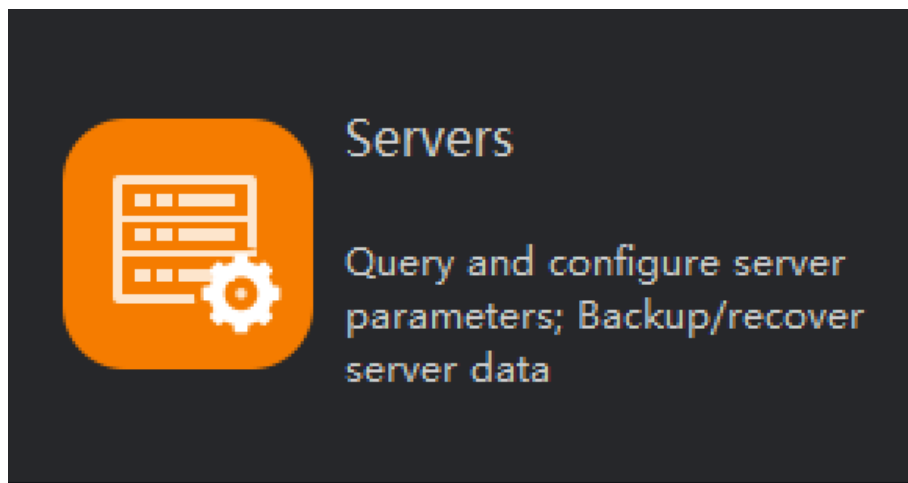 Servers
Query and configure server
parameters; Backup/recover
server data